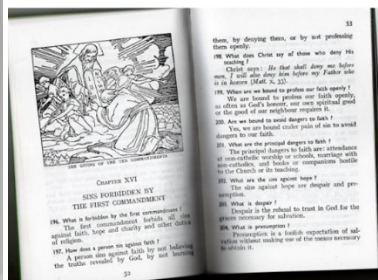 THE GIVING OF THE TEN COMMANDMENTS
CHAPTER XVI
SINS FORBIDDEN BY
THE FIRST COMMANDMENT
196. What is forbidden by the first commandment?
The first commandment forbids all sins
against faith, hope and charity and other duties
of religion.
197. How does a person sin against faith?
A person sins against faith by not believing
the truths revealed by God, by not learning
52
53
them, by denying them, or by not professing
them openly.
198. What does Christ say of those who deny His
teaching?
Christ says: He that shall deny me before
men, I will also deny him before my Father who
is in heaven (Matt. x, 33).
199. When are we bound to profess our faith openly?
We are bound to profess our faith openly,
as often as God's honour, our own spiritual good
or the good of our neighbour requires it.
200. Are we bound to avoid dangers to faith?
Yes, we are bound under pain of sin to avoid
dangers to our faith.
201. What are the principal dangers to faith?
The principal dangers to faith are: attendance
at non-catholic worship or schools, marriage with
non-catholics, and books or companions hostile
to the Church or its teaching.
202. What are the sins against hope?
The sins against hope are despair and pre-
sumption.
203. What is despair?
Despair is the refusal to trust in God for the
graces necessary for salvation.
204. What is presumption?
Presumption is a foolish expectation of sal-
vation without making use of the means necessary
to obtain it.